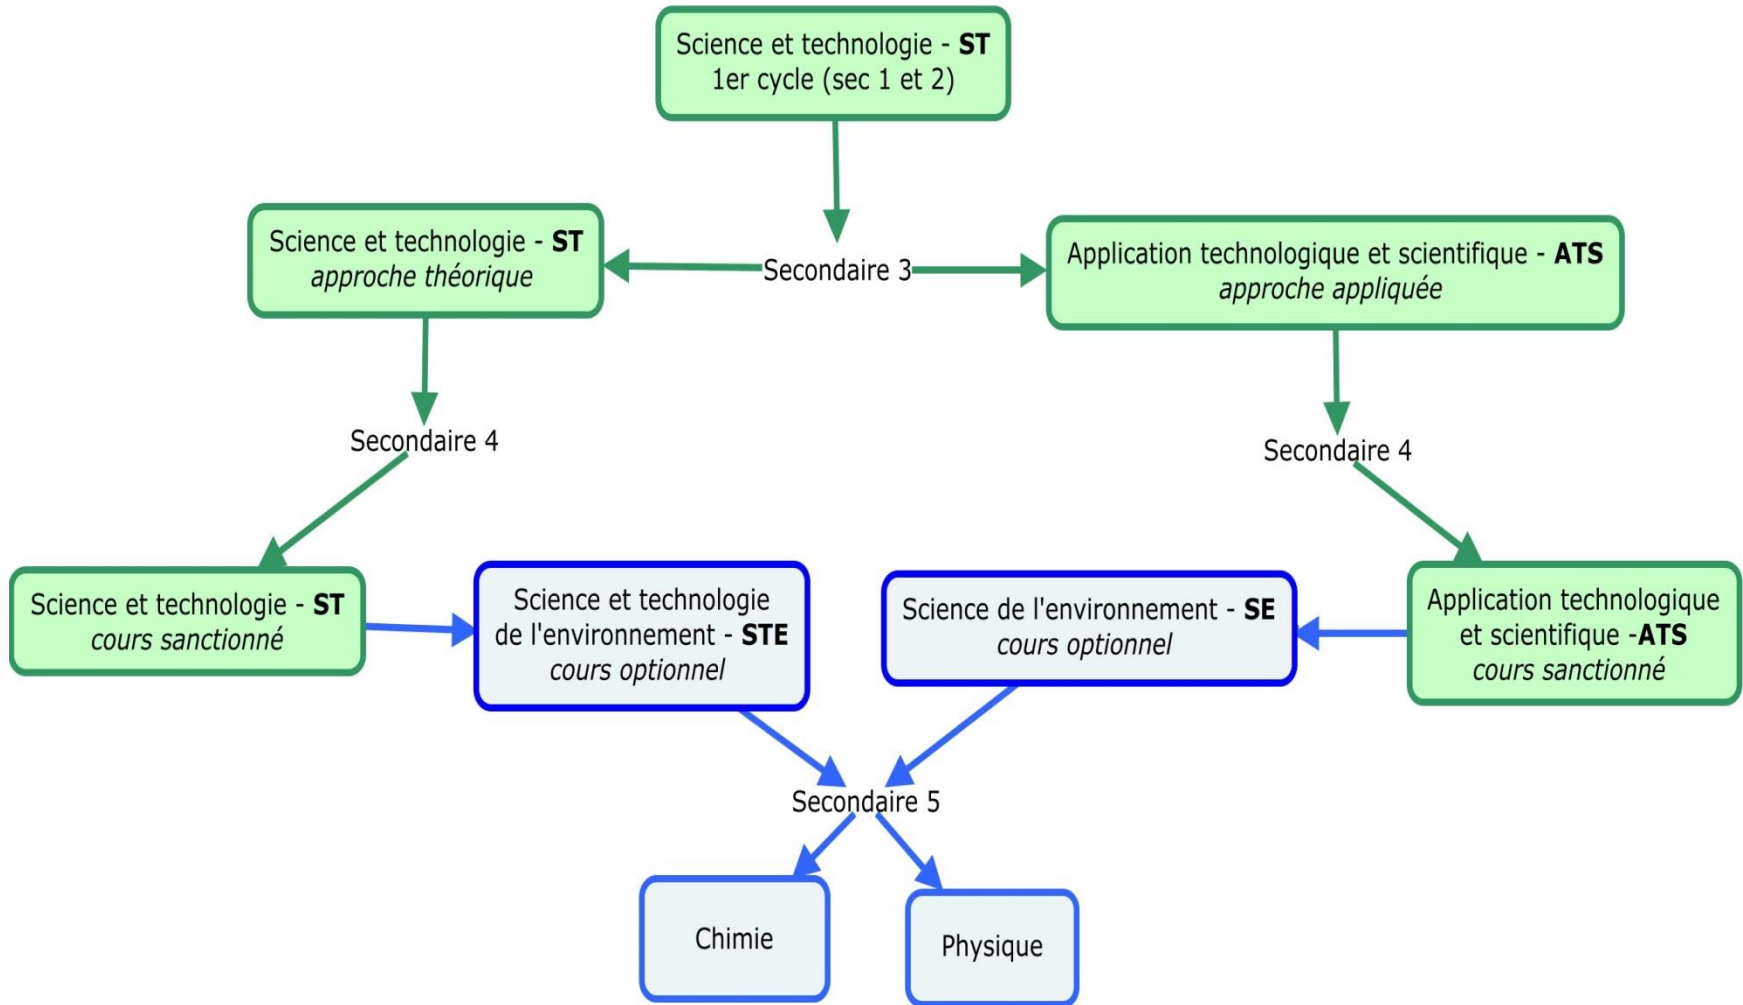 Science et technologie - ST
1er cycle (sec 1 et 2)
Science et technologie - ST
approche théorique
Secondaire 3
Application technologique et scientifique - ATS
approche appliquée
Secondaire 4
Secondaire 4
Science et technologie - ST
cours sanctionné
Science et technologie
de l'environnement - STE
cours optionnel
Science de l'environnement - SE
cours optionnel
Application technologique
et scientifique -ATS
cours sanctionné
Secondaire 5
Chimie
Physique